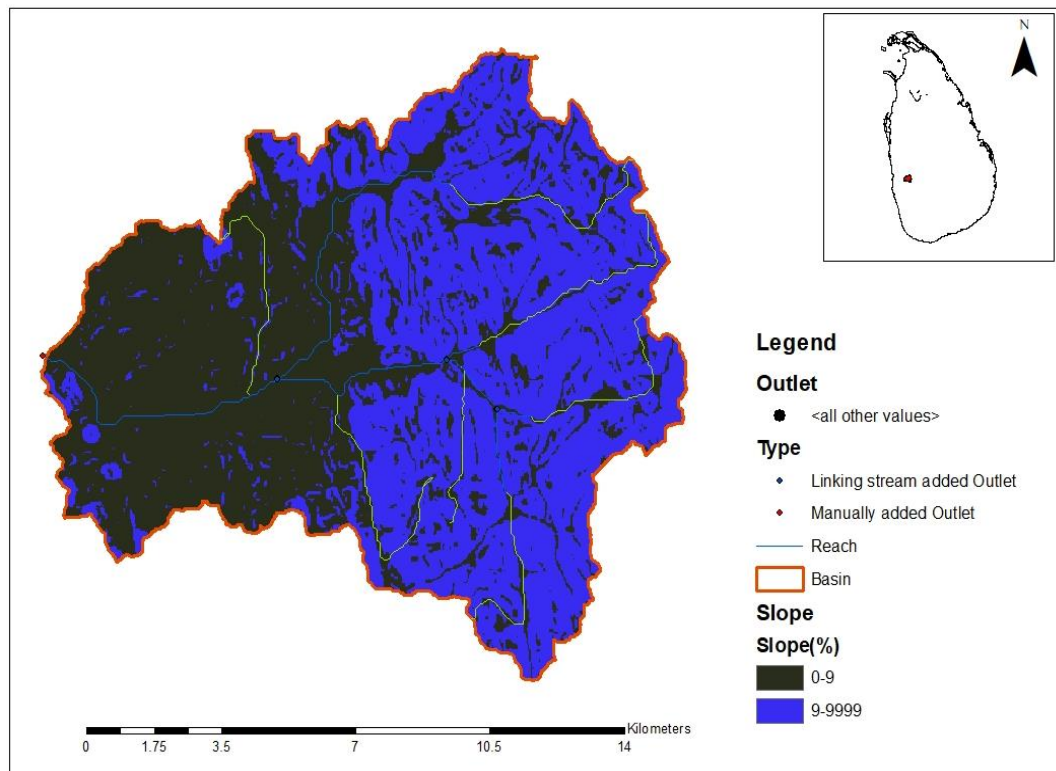 N
Legend
Outlet
<all other values>
Type
Linking stream added Outlet
Manually added Outlet
Reach
Basin
Slope
Slope(%)
0-9
9-9999
Kilometers
0 1.75 3.5 7 10.5 14